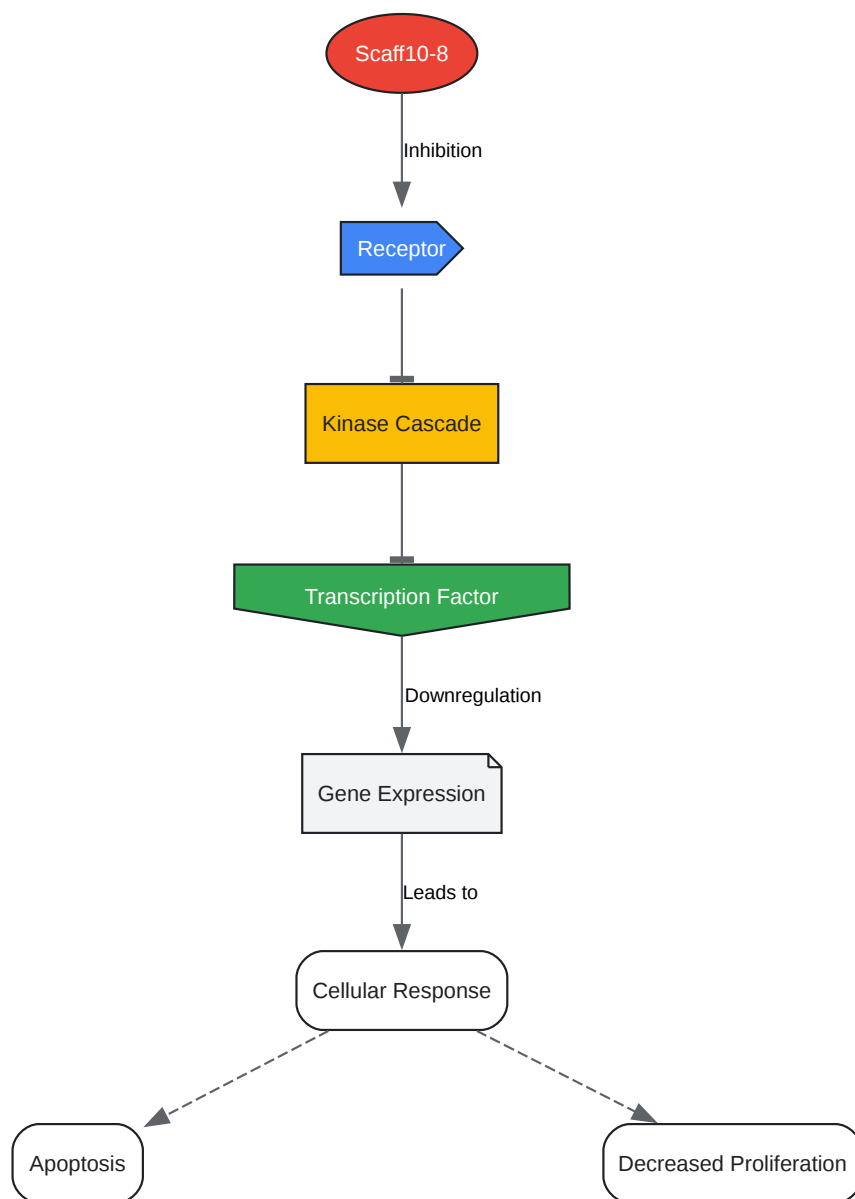 Scaff10-8
Inhibition
Receptor
Kinase Cascade
Transcription Factor
Downregulation
Gene Expression
Leads to
Cellular Response
Apoptosis
Decreased Proliferation